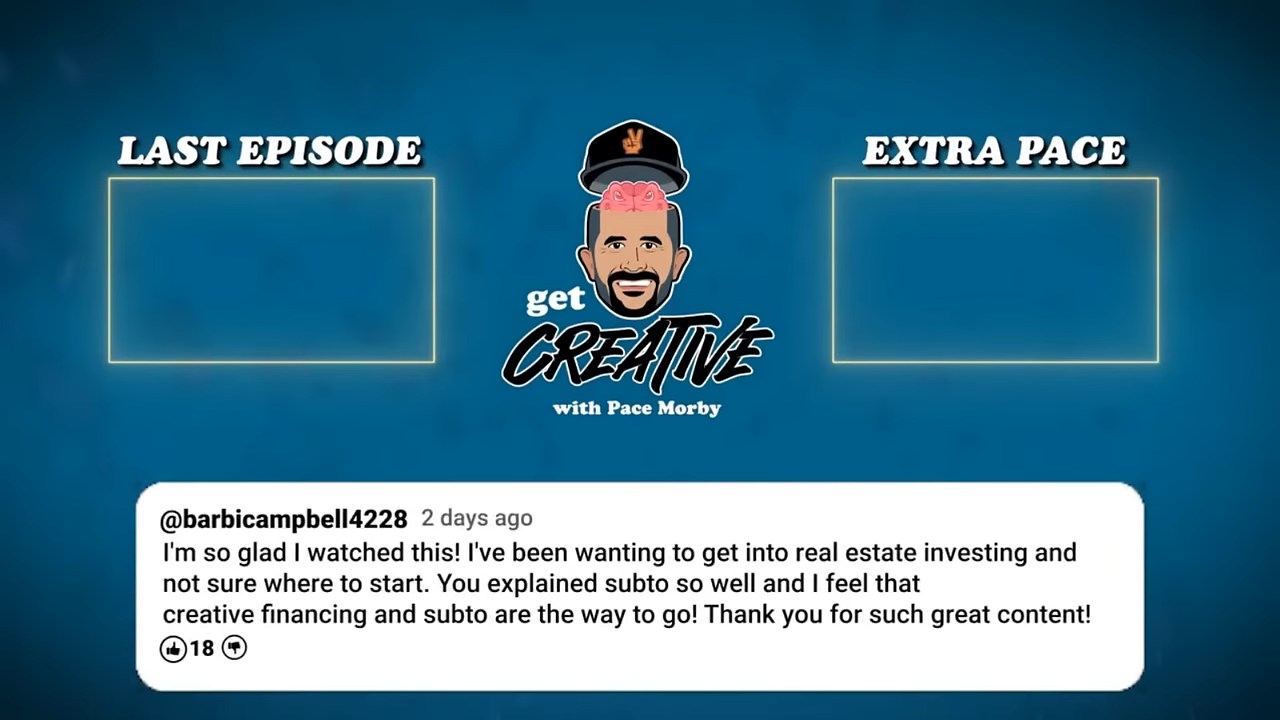 LAST EPISODE
EXTRA PACE
get
CREATIVE
with Pace Morby
@barbicampbell4228 2 days ago
I'm so glad I watched this! I've been wanting to get into real estate investing and
not sure where to start. You explained subto so well and I feel that
creative financing and subto are the way to go! Thank you for such great content!
18